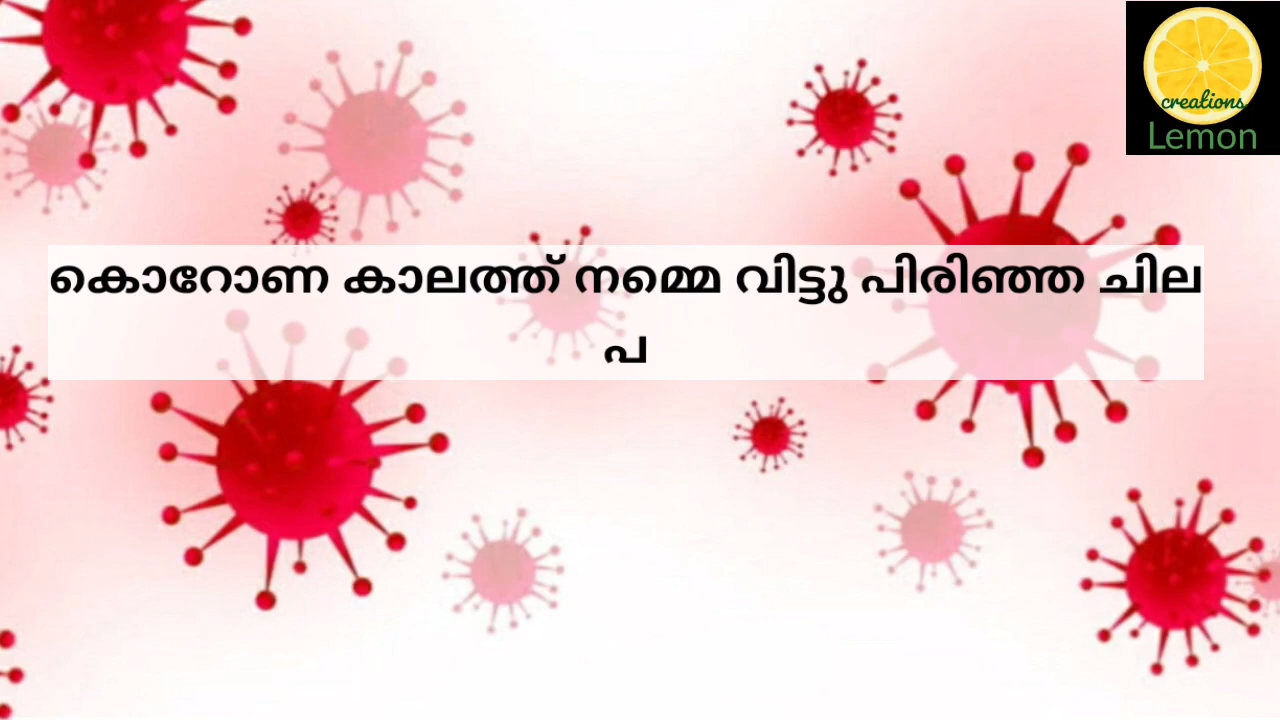 കൊറോണ കാലത്ത് നമ്മെ വിട്ടു പിരിഞ്ഞ ചില
പ
creations
Lemon